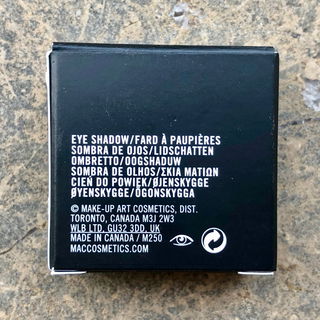 EYE SHADOW/FARD À PAUPIÈRES
SOMBRA DE OJOS/LIDSCHATTEN
OMBRETTO/OOGSHADUW
SOMBRA DE OLHOS/ΣΚΙΑ ΜΑΤΙΩΝ
CIEŃ DO POWIEK/ØJENSKYGGE
ØYENSKYGGE/ÖGONSKYGGA
© MAKE-UP ART COSMETICS, DIST.
TORONTO, CANADA M3J 2W3
WLB LTD, GU32 3DD, UK
MADE IN CANADA / M250
MACCOSMETICS.COM